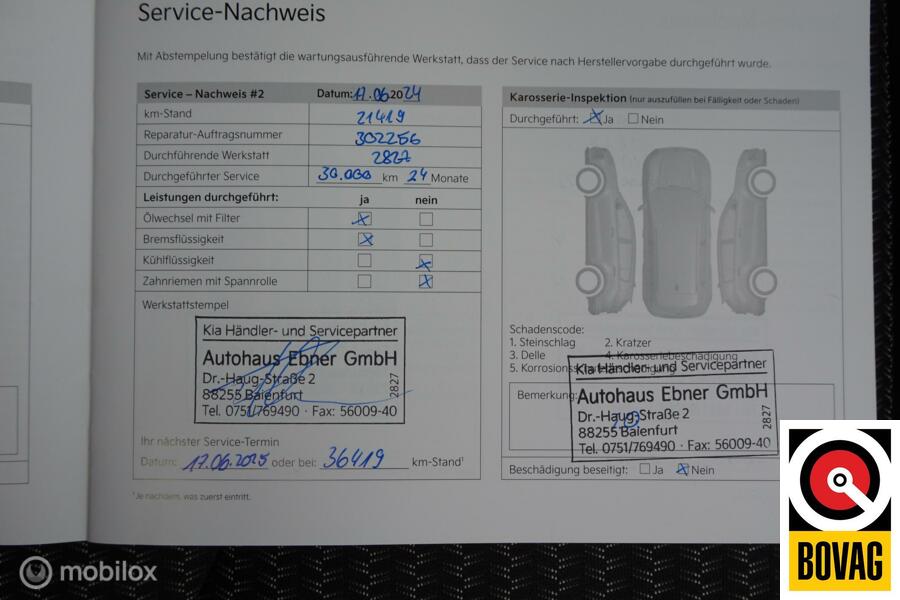 Service-Nachweis
Mit Abstempelung bestätigt die wartungsausführende Werkstatt, dass der Service nach Herstellervorgabe durchgeführt wurde.
Service – Nachweis #2 Datum: 17.06.2024
km-Stand 21419
Reparatur-Auftragsnummer 302256
Durchführende Werkstatt 2827
Durchgeführter Service 30.000 km 24 Monate
Leistungen durchgeführt: ja nein
Ölwechsel mit Filter
Bremsflüssigkeit
Kühlflüssigkeit
Zahnriemen mit Spannrolle
Werkstattstempel
Kia Händler- und Servicepartner
Autohaus Ebner GmbH
Dr.-Haug-Straße 2
88255 Baienfurt
Tel. 0751/769490 · Fax: 56009-40
2827
Ihr nächster Service-Termin
Datum: 17.06.2025 oder bei: 36419 km-Stand¹
¹Je nachdem, was zuerst eintritt.
Karosserie-Inspektion (nur auszufüllen bei Fälligkeit oder Schaden)
Durchgeführt: Ja Nein
Schadenscode:
1. Steinschlag 2. Kratzer
3. Delle 4. Karosseriebeschädigung
5. Korrosions
Bemerkung:
Kia Händler- und Servicepartner
Autohaus Ebner GmbH
Dr.-Haug-Straße 2
88255 Baienfurt
Tel. 0751/769490 · Fax: 56009-40
2827
Beschädigung beseitigt: Ja Nein
mobilox
BOVAG